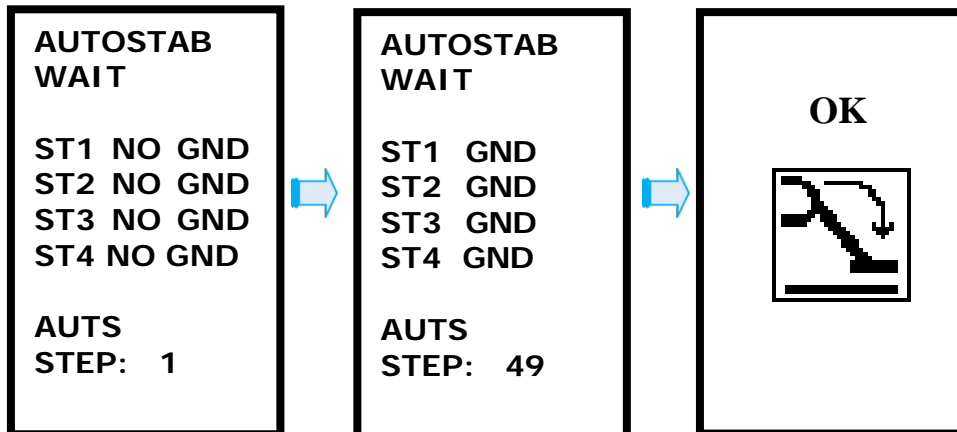 AUTOSTAB
WAIT
ST1 NO GND
ST2 NO GND
ST3 NO GND
ST4 NO GND
AUTS
STEP: 1
AUTOSTAB
WAIT
ST1 GND
ST2 GND
ST3 GND
ST4 GND
AUTS
STEP: 49
OK